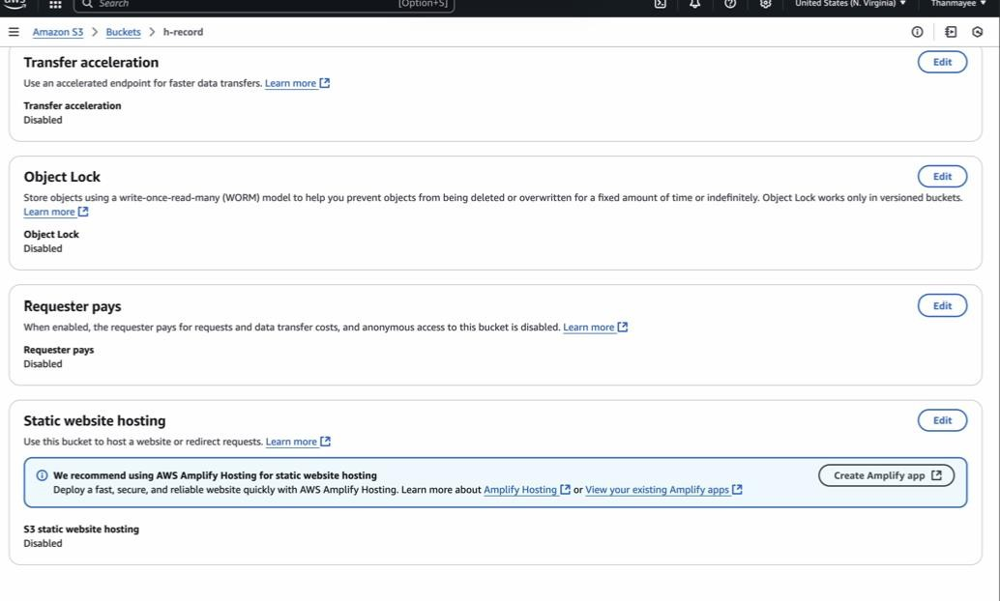 aws
Search
[Option+S]
United States (N. Virginia)
Thanmayee
Amazon S3 > Buckets > h-record
Transfer acceleration
Edit
Use an accelerated endpoint for faster data transfers. Learn more
Transfer acceleration
Disabled
Object Lock
Edit
Store objects using a write-once-read-many (WORM) model to help you prevent objects from being deleted or overwritten for a fixed amount of time or indefinitely. Object Lock works only in versioned buckets.
Learn more
Object Lock
Disabled
Requester pays
Edit
When enabled, the requester pays for requests and data transfer costs, and anonymous access to this bucket is disabled. Learn more
Requester pays
Disabled
Static website hosting
Edit
Use this bucket to host a website or redirect requests. Learn more
We recommend using AWS Amplify Hosting for static website hosting
Create Amplify app
Deploy a fast, secure, and reliable website quickly with AWS Amplify Hosting. Learn more about Amplify Hosting or View your existing Amplify apps
S3 static website hosting
Disabled